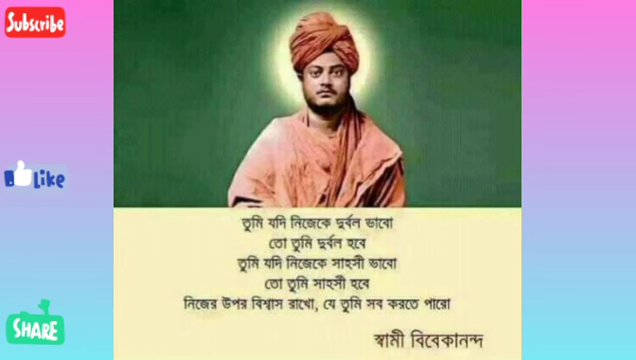 Subscribe
Like
SHARE
তুমি যদি নিজেকে দুর্বল ভাবো
তো তুমি দুর্বল হবে
তুমি যদি নিজেকে সাহসী ভাবো
তো তুমি সাহসী হবে
নিজের উপর বিশ্বাস রাখো, যে তুমি সব করতে পারো
স্বামী বিবেকানন্দ